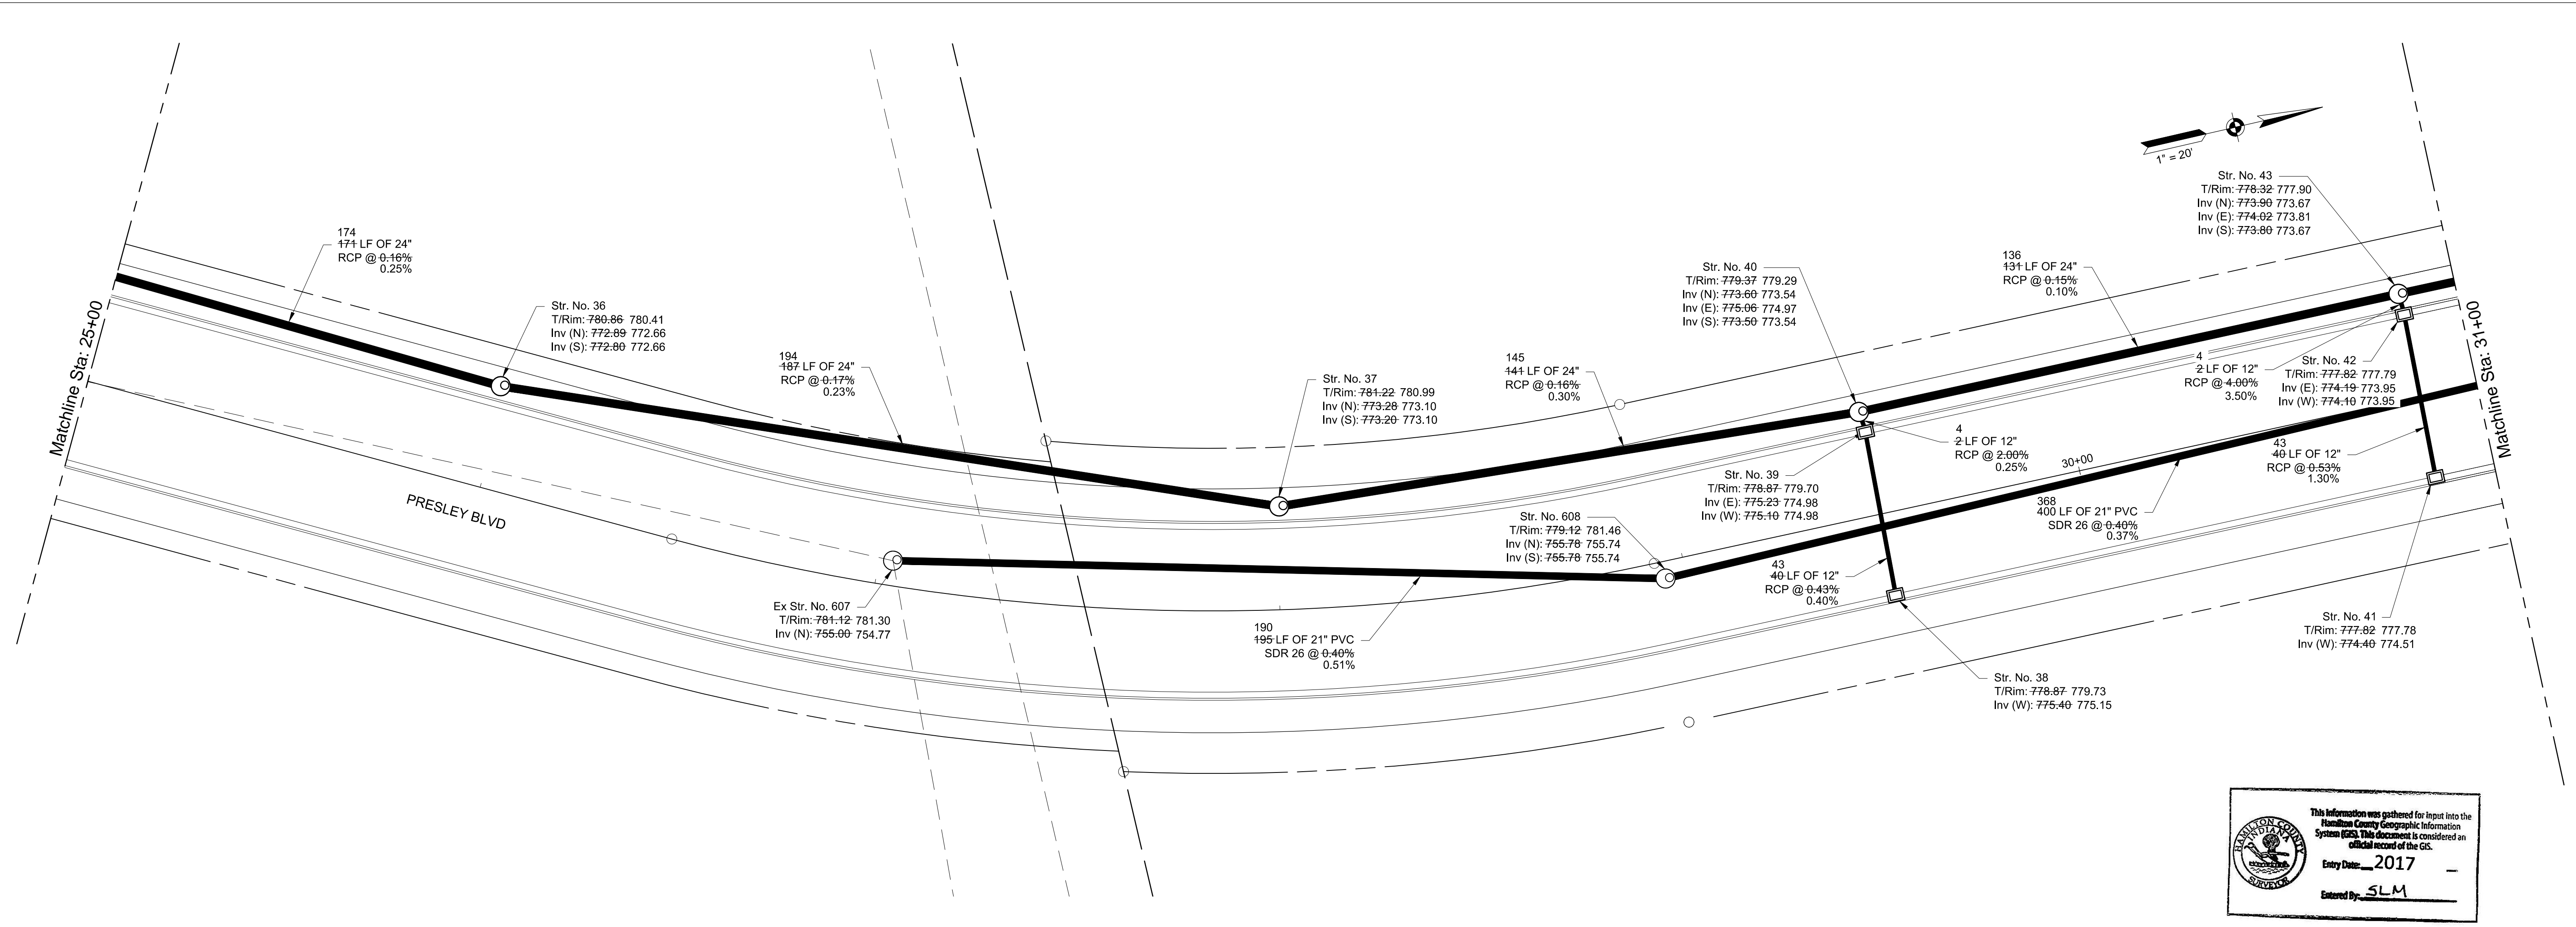 1" = 20'
Str. No. 43
T/Rim: 778.32 777.90
Inv (N): 773.90 773.67
Inv (E): 774.02 773.81
Inv (S): 773.80 773.67
174
171 LF OF 24"
RCP @ 0.16%
0.25%
Str. No. 36
T/Rim: 780.86 780.41
Inv (N): 772.89 772.66
Inv (S): 772.80 772.66
194
187 LF OF 24"
RCP @ 0.17%
0.23%
Str. No. 37
T/Rim: 781.22 780.99
Inv (N): 773.28 773.10
Inv (S): 773.20 773.10
145
141 LF OF 24"
RCP @ 0.16%
0.30%
Str. No. 40
T/Rim: 779.37 779.29
Inv (N): 773.60 773.54
Inv (E): 775.06 774.97
Inv (S): 773.50 773.54
136
131 LF OF 24"
RCP @ 0.15%
0.10%
4
2 LF OF 12"
RCP @ 4.00%
3.50%
Str. No. 42
T/Rim: 777.82 777.79
Inv (E): 774.19 773.95
Inv (W): 774.10 773.95
Matchline Sta: 25+00
Matchline Sta: 31+00
PRESLEY BLVD
4
2 LF OF 12"
RCP @ 2.00%
0.25%
30+00
43
40 LF OF 12"
RCP @ 0.53%
1.30%
Str. No. 39
T/Rim: 778.87 779.70
Inv (E): 775.23 774.98
Inv (W): 775.10 774.98
Str. No. 608
T/Rim: 779.12 781.46
Inv (N): 755.78 755.74
Inv (S): 755.78 755.74
368
400 LF OF 21" PVC
SDR 26 @ 0.40%
0.37%
43
40 LF OF 12"
RCP @ 0.43%
0.40%
Ex Str. No. 607
T/Rim: 781.12 781.30
Inv (N): 755.00 754.77
190
195 LF OF 21" PVC
SDR 26 @ 0.40%
0.51%
Str. No. 41
T/Rim: 777.82 777.78
Inv (W): 774.40 774.51
Str. No. 38
T/Rim: 778.87 779.73
Inv (W): 775.40 775.15
HAMILTON COUNTY
INDIANA
SURVEYOR
This information was gathered for input into the
Hamilton County Geographic Information
System (GIS). This document is considered an
official record of the GIS.
Entry Date: 2017
Entered By: SLM